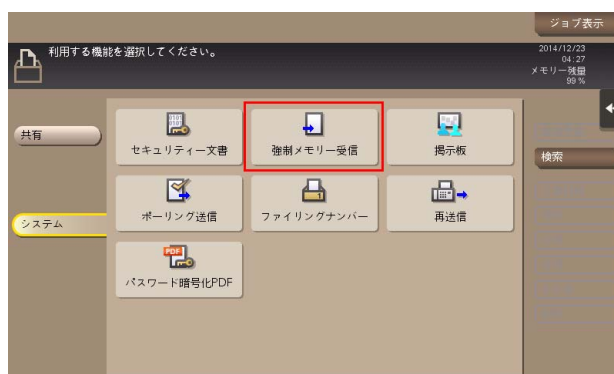 ジョブ表示
利用する機能を選択してください。
2014/12/23
04:27
メモリー残量
99 %
共有
セキュリティー文書
強制メモリー受信
掲示板
検索
システム
ポーリング送信
ファイリングナンバー
再送信
PDF
パスワード暗号化PDF